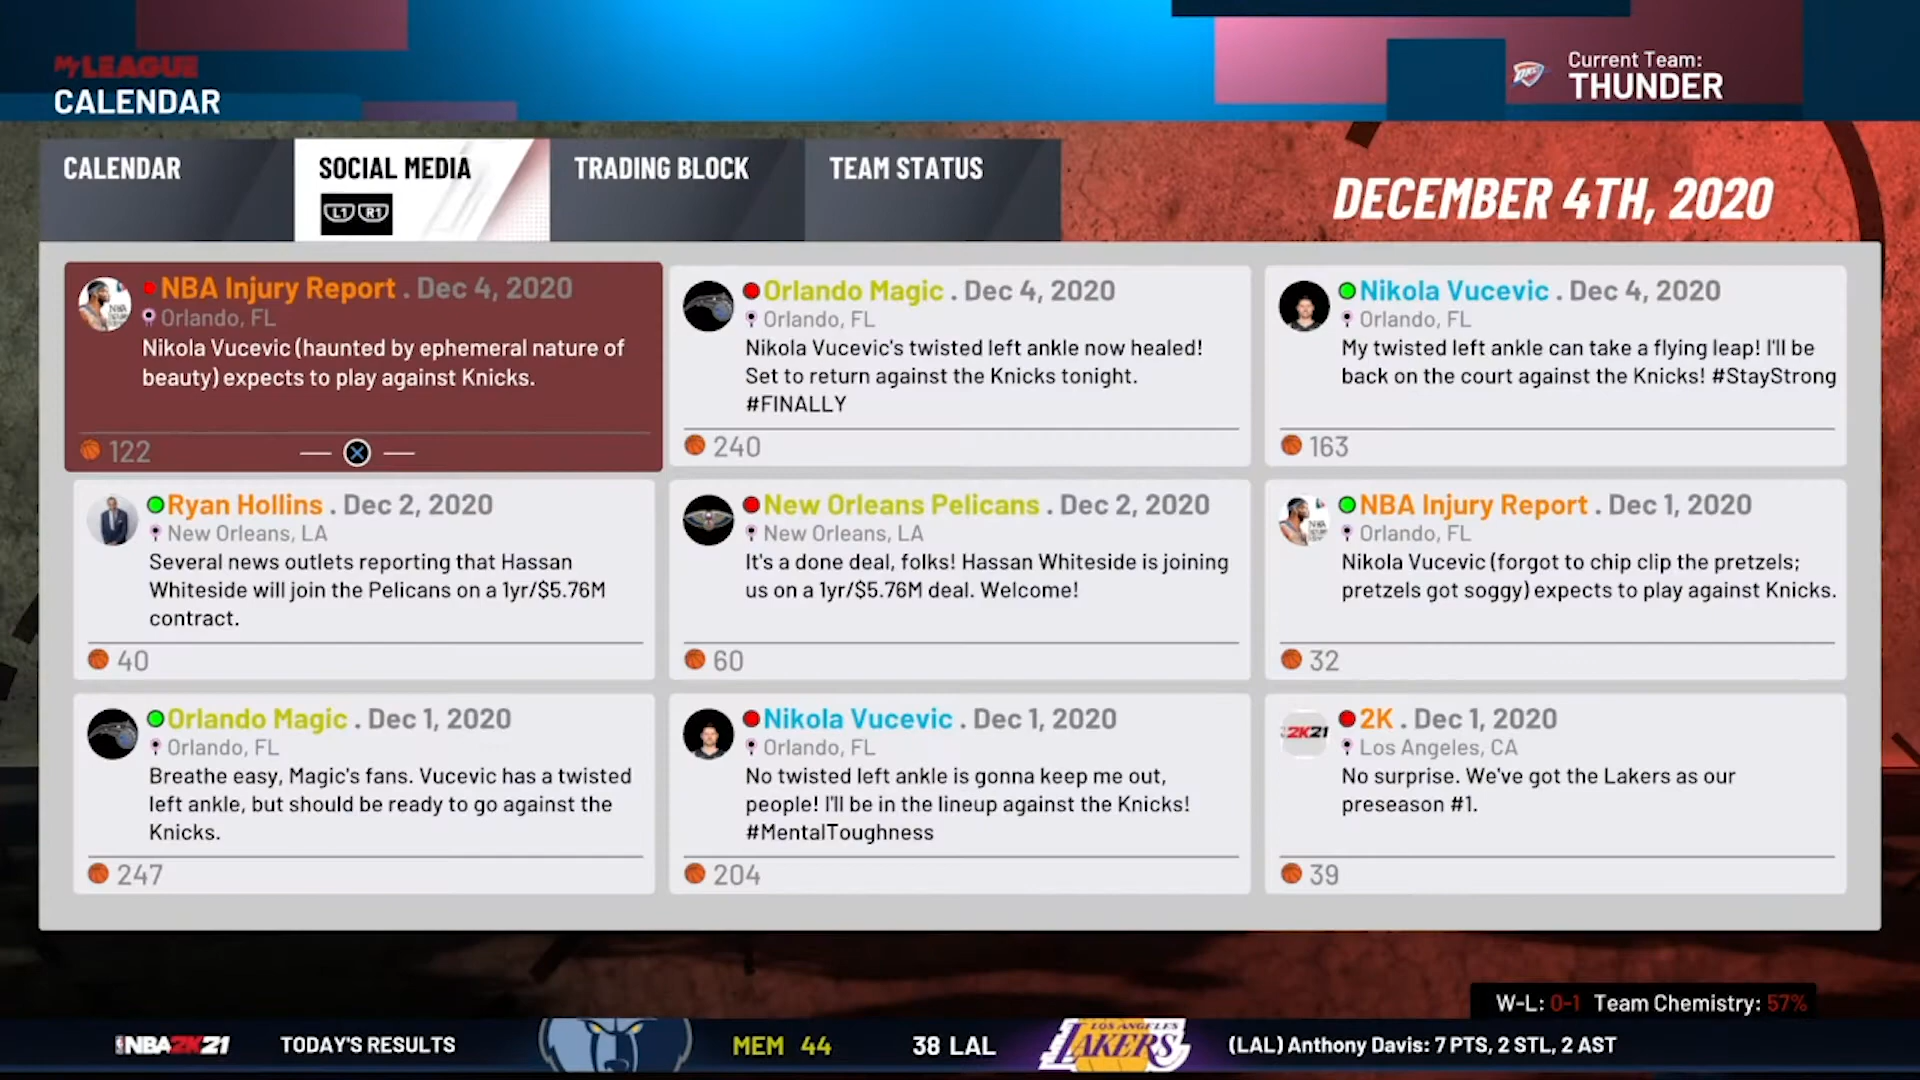 MyLEAGUE
CALENDAR
Current Team:
THUNDER
CALENDAR
SOCIAL MEDIA
L1 R1
TRADING BLOCK
TEAM STATUS
DECEMBER 4TH, 2020
NBA Injury Report . Dec 4, 2020
Orlando, FL
Nikola Vucevic (haunted by ephemeral nature of
beauty) expects to play against Knicks.
122
Orlando Magic . Dec 4, 2020
Orlando, FL
Nikola Vucevic's twisted left ankle now healed!
Set to return against the Knicks tonight.
#FINALLY
240
Nikola Vucevic . Dec 4, 2020
Orlando, FL
My twisted left ankle can take a flying leap! I'll be
back on the court against the Knicks! #StayStrong
163
Ryan Hollins . Dec 2, 2020
New Orleans, LA
Several news outlets reporting that Hassan
Whiteside will join the Pelicans on a 1yr/$5.76M
contract.
40
New Orleans Pelicans . Dec 2, 2020
New Orleans, LA
It's a done deal, folks! Hassan Whiteside is joining
us on a 1yr/$5.76M deal. Welcome!
60
NBA Injury Report . Dec 1, 2020
Orlando, FL
Nikola Vucevic (forgot to chip clip the pretzels;
pretzels got soggy) expects to play against Knicks.
32
Orlando Magic . Dec 1, 2020
Orlando, FL
Breathe easy, Magic's fans. Vucevic has a twisted
left ankle, but should be ready to go against the
Knicks.
247
Nikola Vucevic . Dec 1, 2020
Orlando, FL
No twisted left ankle is gonna keep me out,
people! I'll be in the lineup against the Knicks!
#MentalToughness
204
2K21
2K . Dec 1, 2020
Los Angeles, CA
No surprise. We've got the Lakers as our
preseason #1.
39
W-L: 0-1 Team Chemistry: 57%
NBA2K21
TODAY'S RESULTS
MEM 44
38 LAL
LOS ANGELES
LAKERS
(LAL) Anthony Davis: 7 PTS, 2 STL, 2 AST